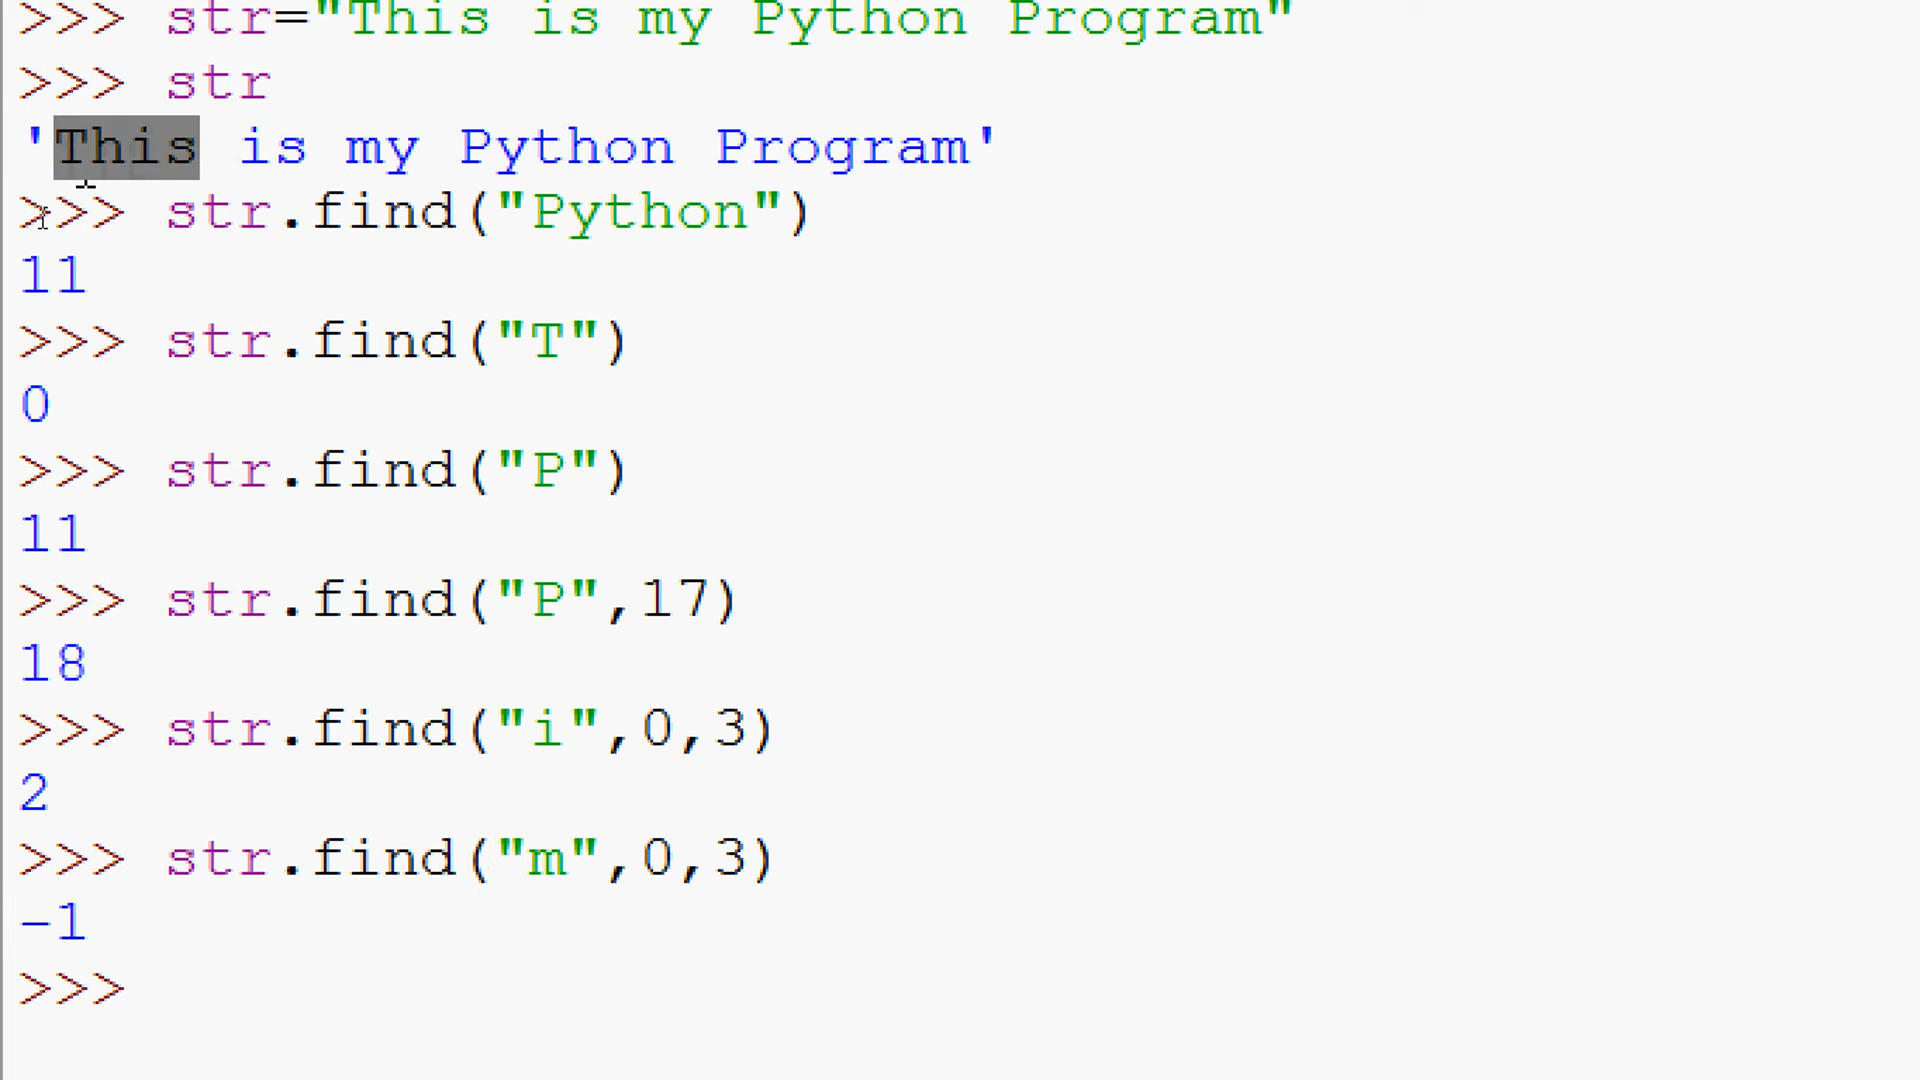 >>> str="This is my Python Program"
>>> str
'This is my Python Program'
>>> str.find("Python")
11
>>> str.find("T")
0
>>> str.find("P")
11
>>> str.find("P",17)
18
>>> str.find("i",0,3)
2
>>> str.find("m",0,3)
-1
>>>